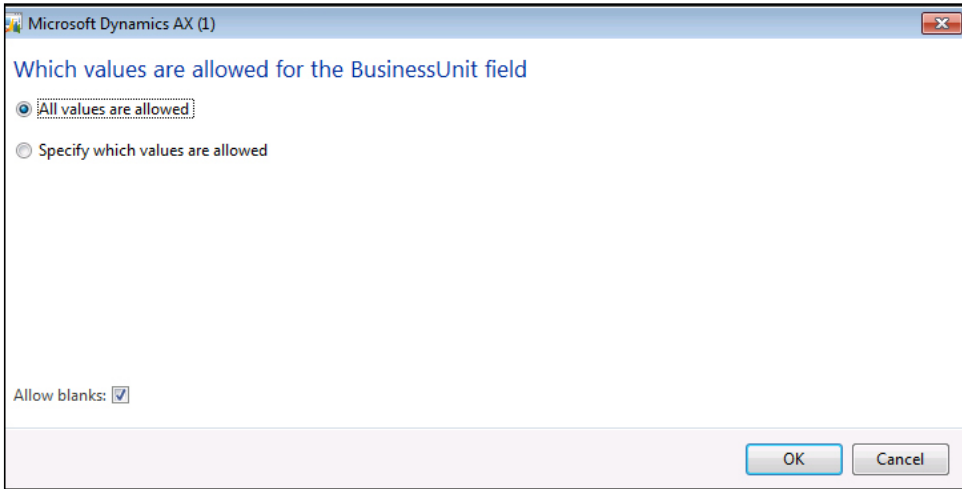 Microsoft Dynamics AX (1)
Which values are allowed for the BusinessUnit field
All values are allowed
Specify which values are allowed
Allow blanks:
OK Cancel